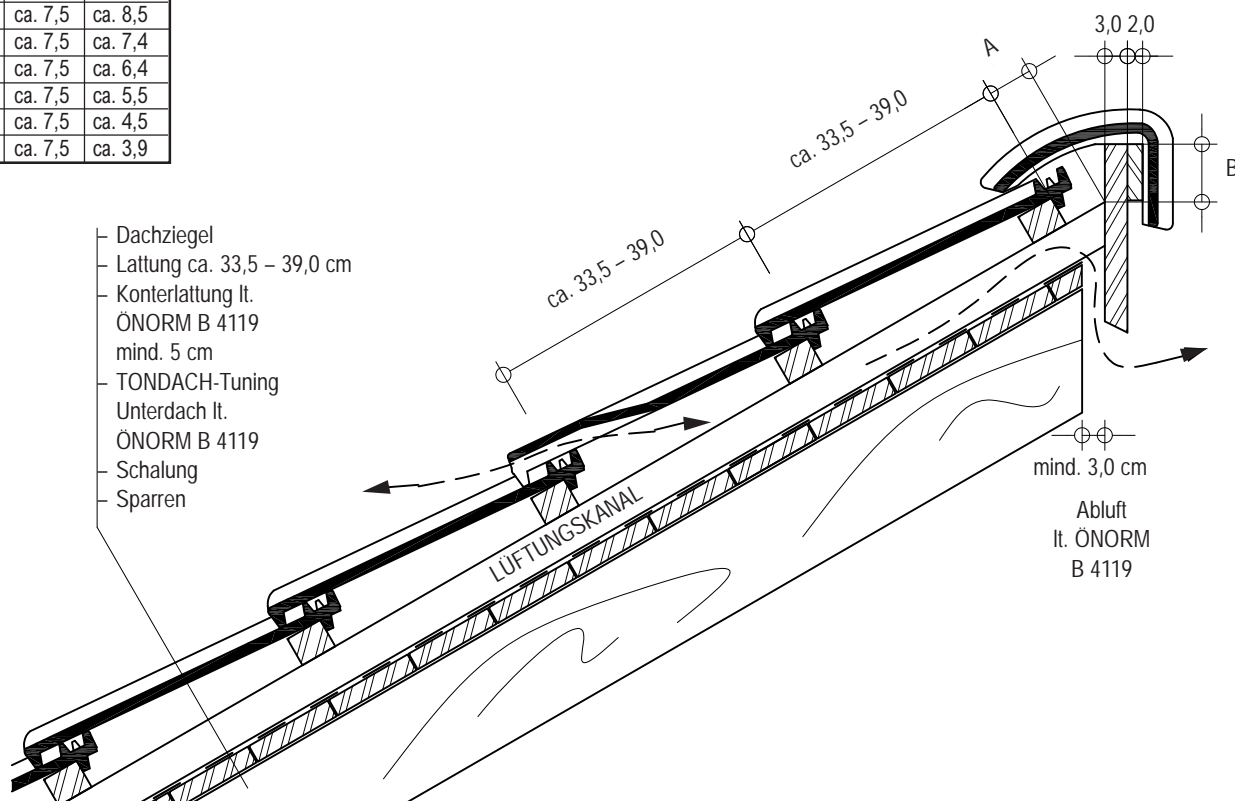 ca. 7,5 ca. 8,5
ca. 7,5 ca. 7,4
ca. 7,5 ca. 6,4
ca. 7,5 ca. 5,5
ca. 7,5 ca. 4,5
ca. 7,5 ca. 3,9
3,0 2,0
A
ca. 33,5 – 39,0
B
ca. 33,5 – 39,0
Dachziegel
Lattung ca. 33,5 – 39,0 cm
Konterlattung lt.
ÖNORM B 4119
mind. 5 cm
TONDACH-Tuning
Unterdach lt.
ÖNORM B 4119
Schalung
Sparren
LÜFTUNGSKANAL
mind. 3,0 cm
Abluft
lt. ÖNORM
B 4119